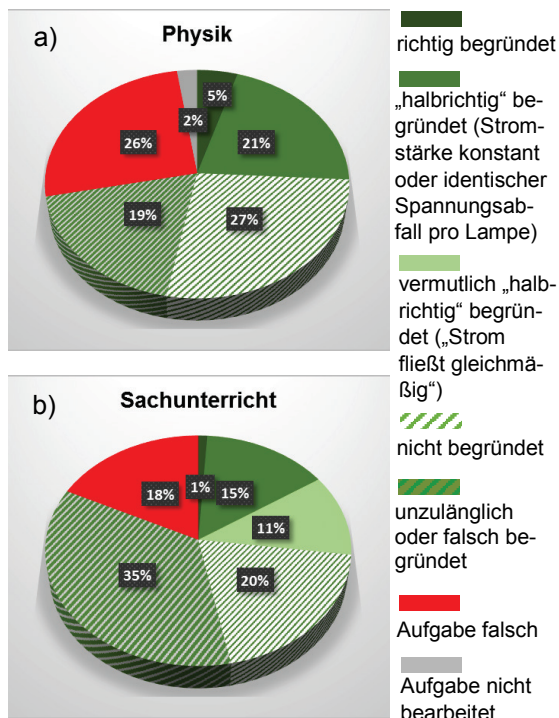 a)
Physik
5%
2%
26%
21%
19%
27%
b)
Sachunterricht
1%
18%
15%
11%
35%
20%
richtig begründet
„halbrichtig“ be-
gründet (Strom-
stärke konstant
oder identischer
Spannungsab-
fall pro Lampe)
vermutlich „halb-
richtig“ begrün-
det („Strom
fließt gleichmä-
ßig“)
nicht begründet
unzulänglich
oder falsch be-
gründet
Aufgabe falsch
Aufgabe nicht
bearbeitet